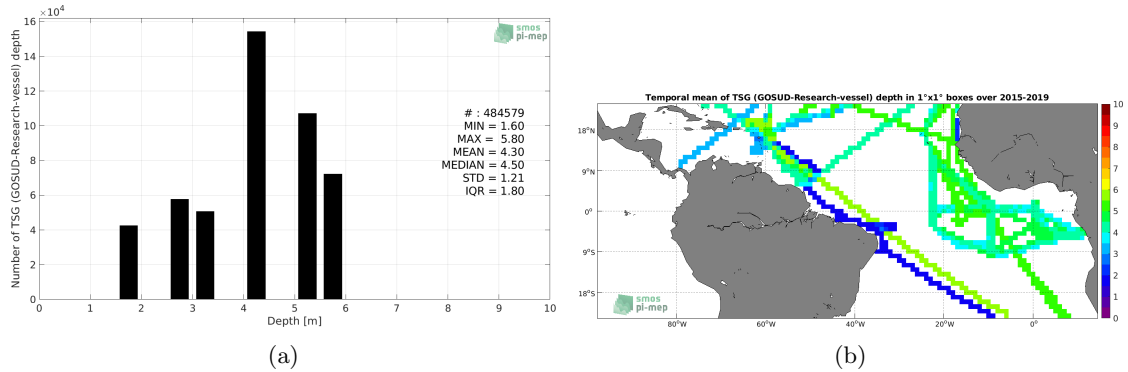 ×10⁴
16
14
12
10
8
6
4
2
0
Number of TSG (GOSUD-Research-vessel) depth
smos
pi-mep
# : 484579
MIN = 1.60
MAX = 5.80
MEAN = 4.30
MEDIAN = 4.50
STD = 1.21
IQR = 1.80
0 1 2 3 4 5 6 7 8 9 10
Depth [m]
(a)
Temporal mean of TSG (GOSUD-Research-vessel) depth in 1°x1° boxes over 2015-2019
18°N
9°N
0°
9°S
18°S
80°W 60°W 40°W 20°W 0°
smos
pi-mep
10
9
8
7
6
5
4
3
2
1
0
(b)